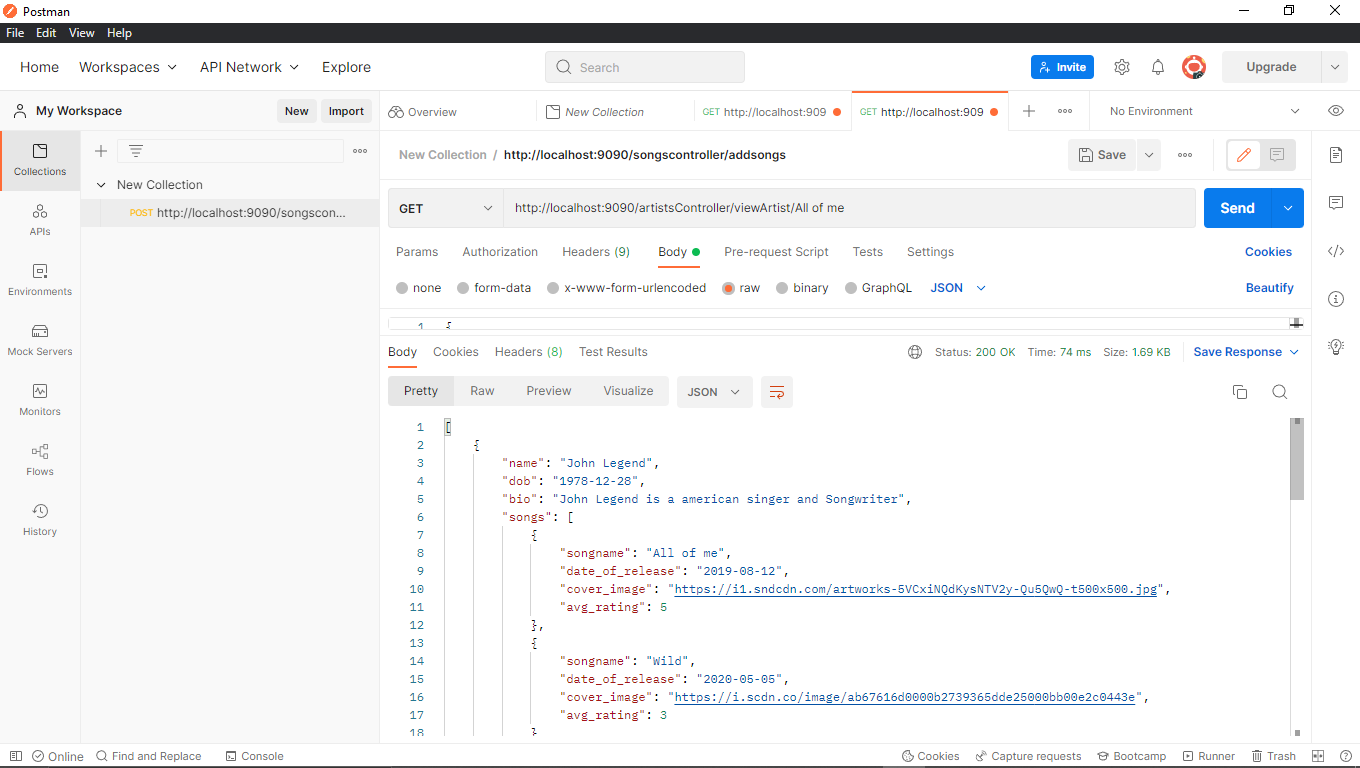 Postman
File Edit View Help
Home Workspaces API Network Explore Search Invite Upgrade
My Workspace New Import Overview New Collection GET http://localhost:909 GET http://localhost:909 No Environment
New Collection / http://localhost:9090/songscontroller/addsongs Save
Collections
New Collection
POST http://localhost:9090/songscon...
GET http://localhost:9090/artistsController/viewArtist/All of me Send
APIs
Params Authorization Headers (9) Body Pre-request Script Tests Settings Cookies
Environments
none form-data x-www-form-urlencoded raw binary GraphQL JSON Beautify
1 {
Mock Servers
Body Cookies Headers (8) Test Results Status: 200 OK Time: 74 ms Size: 1.69 KB Save Response
Pretty Raw Preview Visualize JSON
Monitors
Flows
History
1 [
2 {
3 "name": "John Legend",
4 "dob": "1978-12-28",
5 "bio": "John Legend is a american singer and Songwriter",
6 "songs": [
7 {
8 "songname": "All of me",
9 "date_of_release": "2019-08-12",
10 "cover_image": "https://i1.sndcdn.com/artworks-5VCxiNQdKysNTV2y-Qu5QwQ-t500x500.jpg",
11 "avg_rating": 5
12 },
13 {
14 "songname": "Wild",
15 "date_of_release": "2020-05-05",
16 "cover_image": "https://i.scdn.co/image/ab67616d0000b2739365dde25000bb00e2c0443e",
17 "avg_rating": 3
18 }
Online Find and Replace Console Cookies Capture requests Bootcamp Runner Trash